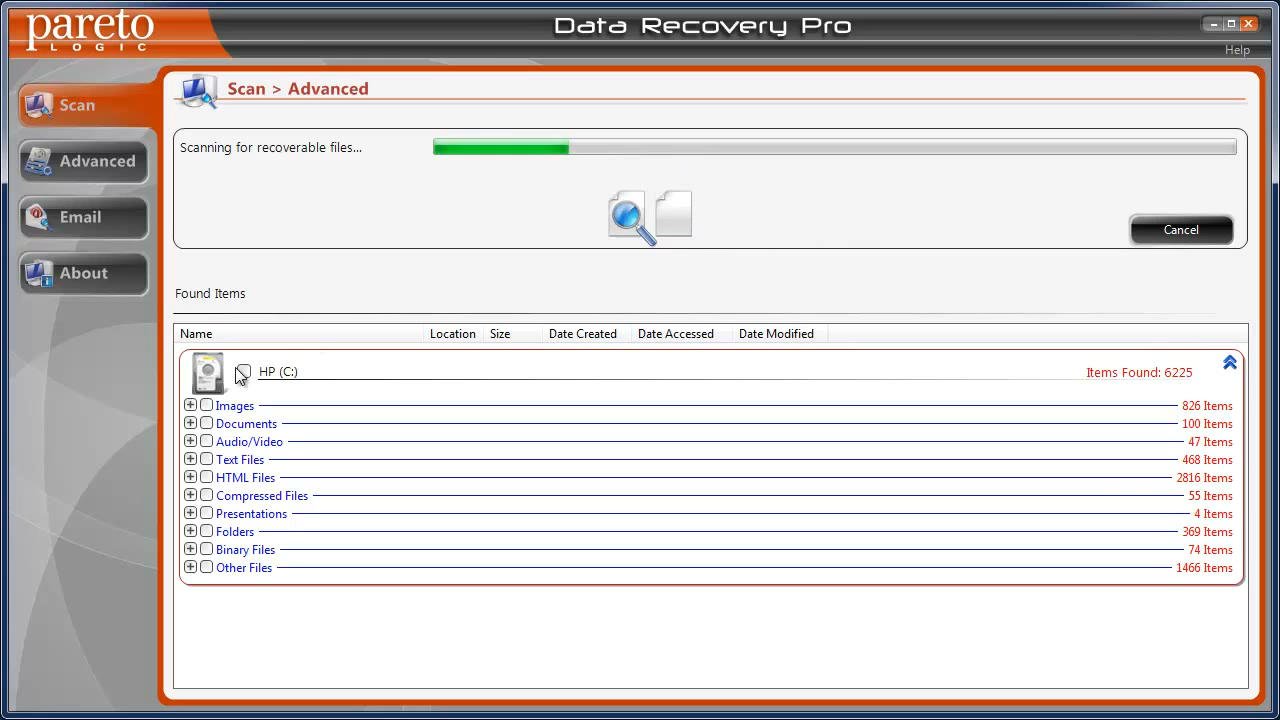 pareto
LOGIC
Data Recovery Pro
Help
Scan
Advanced
Email
About
Scan > Advanced
Scanning for recoverable files...
Cancel
Found Items
Name Location Size Date Created Date Accessed Date Modified
HP (C:) Items Found: 6225
Images 826 Items
Documents 100 Items
Audio/Video 47 Items
Text Files 468 Items
HTML Files 2816 Items
Compressed Files 55 Items
Presentations 4 Items
Folders 369 Items
Binary Files 74 Items
Other Files 1466 Items